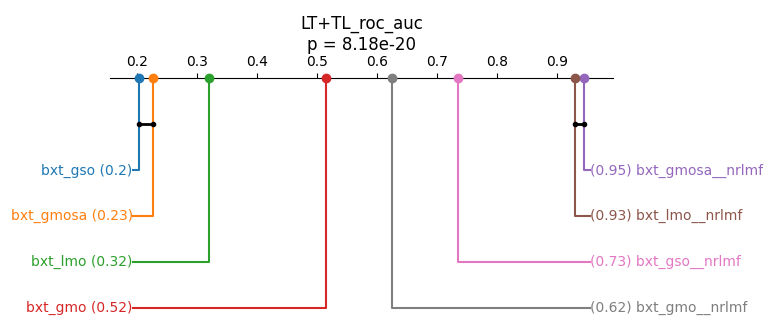 LT+TL_roc_auc
p = 8.18e-20
0.2 0.3 0.4 0.5 0.6 0.7 0.8 0.9
bxt_gso (0.2) (0.95) bxt_gmosa__nrlmf
bxt_gmosa (0.23) (0.93) bxt_lmo__nrlmf
bxt_lmo (0.32) (0.73) bxt_gso__nrlmf
bxt_gmo (0.52) (0.62) bxt_gmo__nrlmf